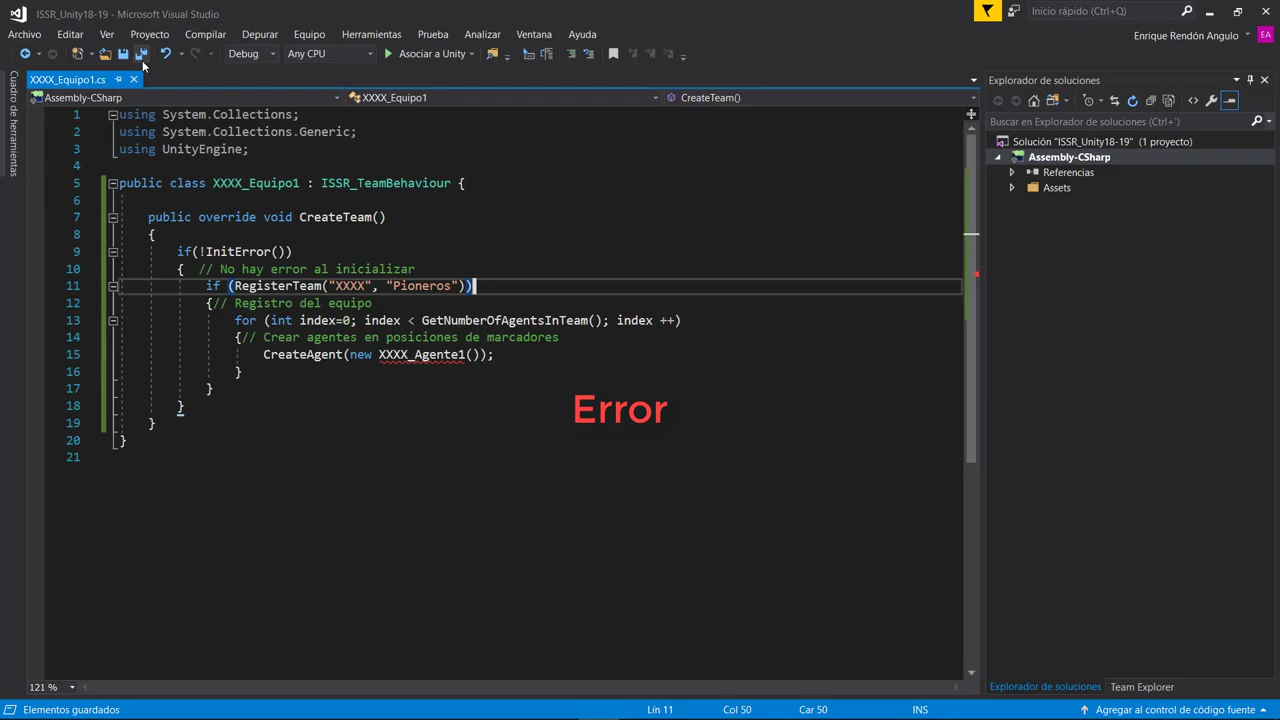 ISSR_Unity18-19 - Microsoft Visual Studio
Inicio rápido (Ctrl+Q)
Archivo Editar Ver Proyecto Compilar Depurar Equipo Herramientas Prueba Analizar Ventana Ayuda
Enrique Rendón Angulo EA
Debug Any CPU Asociar a Unity
Cuadro de herramientas
XXXX_Equipo1.cs
Assembly-CSharp XXXX_Equipo1 CreateTeam()
1 using System.Collections;
2 using System.Collections.Generic;
3 using UnityEngine;
4
5 public class XXXX_Equipo1 : ISSR_TeamBehaviour {
6
7 public override void CreateTeam()
8 {
9 if(!InitError())
10 { // No hay error al inicializar
11 if (RegisterTeam("XXXX", "Pioneros"))
12 {// Registro del equipo
13 for (int index=0; index < GetNumberOfAgentsInTeam(); index ++)
14 {// Crear agentes en posiciones de marcadores
15 CreateAgent(new XXXX_Agente1());
16 }
17 }
18 }
19 }
20 }
21
Error
121 %
Explorador de soluciones
Buscar en Explorador de soluciones (Ctrl+`)
Solución "ISSR_Unity18-19" (1 proyecto)
Assembly-CSharp
Referencias
Assets
Explorador de soluciones Team Explorer
Elementos guardados Lín 11 Col 50 Car 50 INS Agregar al control de código fuente